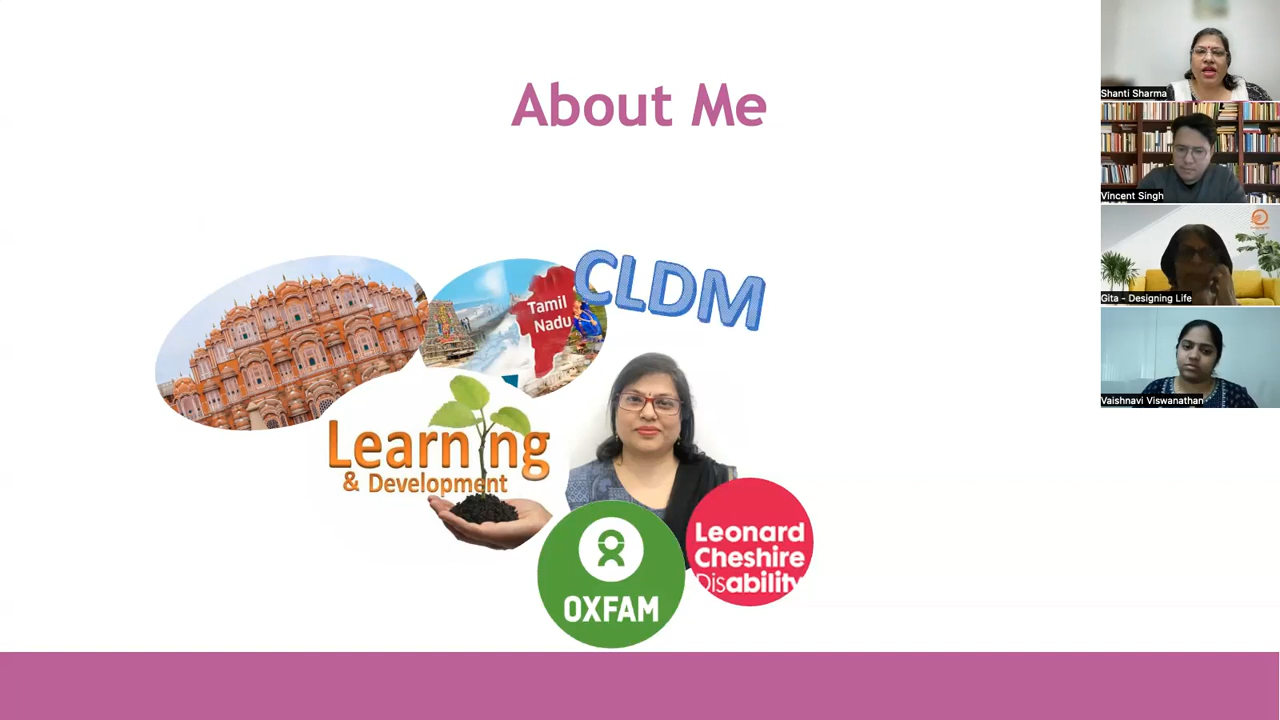 About Me
CLDM
Tamil
Nadu
Learning
& Development
Leonard
Cheshire
Disability
OXFAM
Shanti Sharma
Vincent Singh
Gita - Designing Life
Vaishnavi Viswanathan